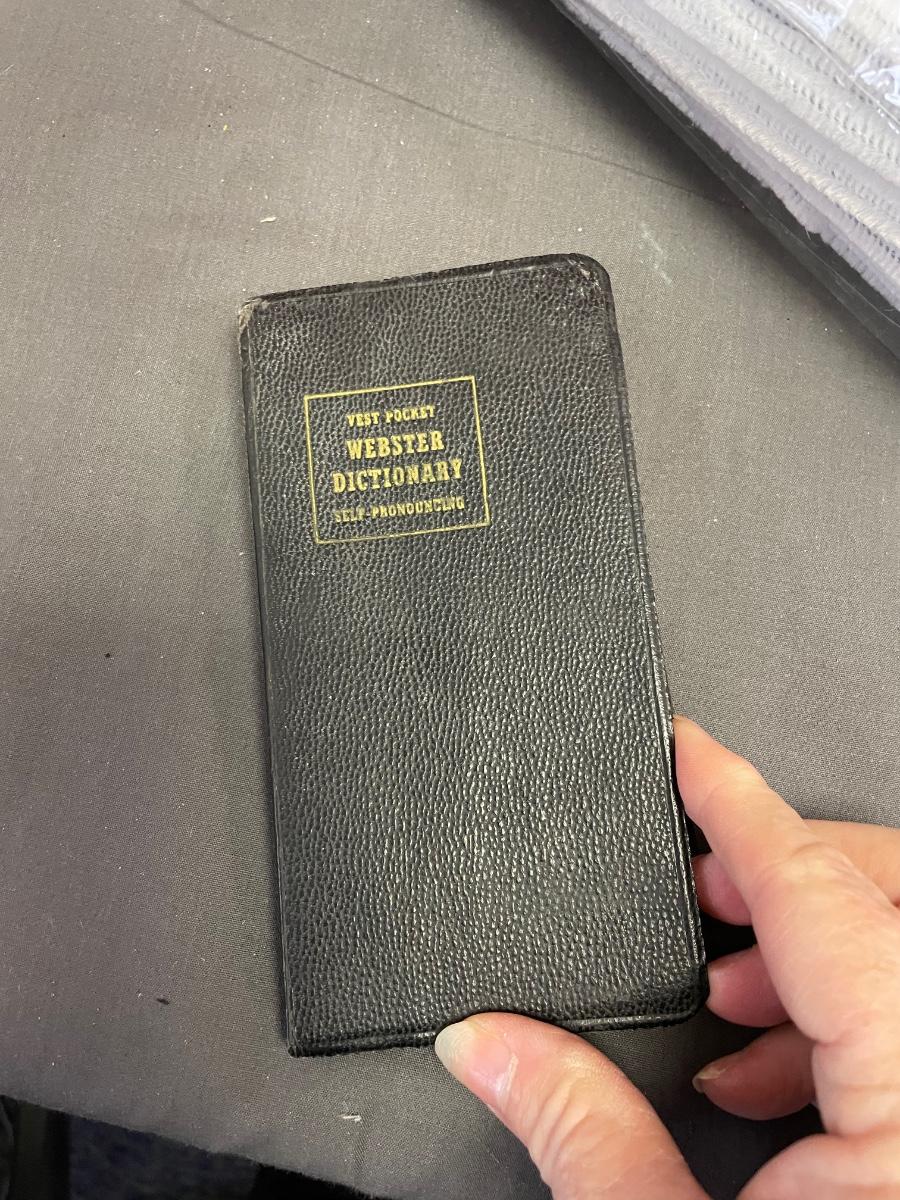 VEST POCKET
WEBSTER
DICTIONARY
SELF-PRONOUNCING